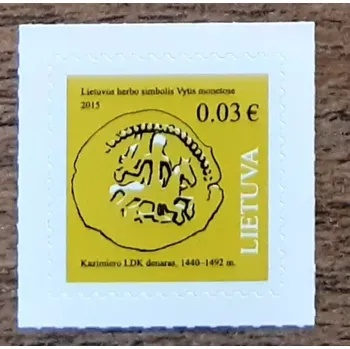 Lietuvos herbo simbolis Vytis monetose
2015
0.03 €
LIETUVA
Kazimiero LDK denaras, 1440–1492 m.